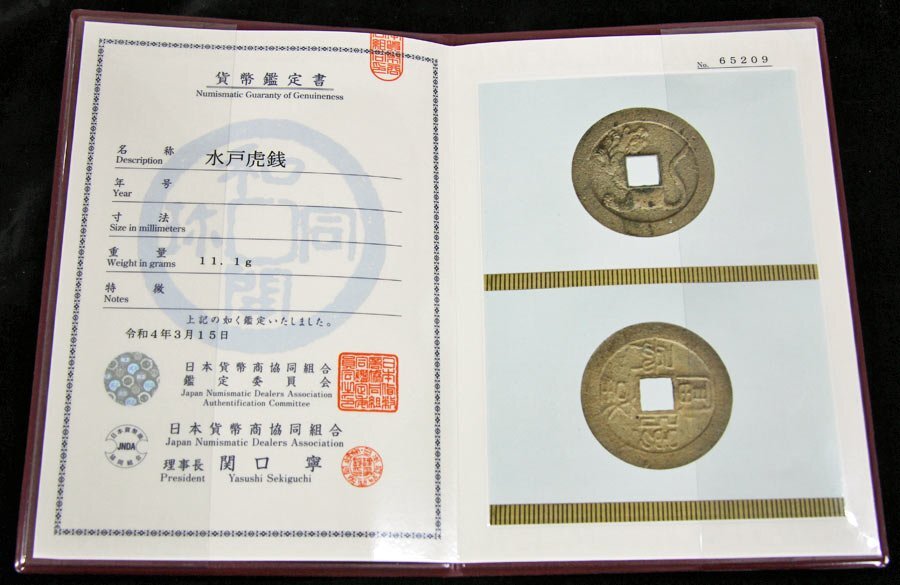 貨幣鑑定書
Numismatic Guaranty of Genuineness
名称 水戸虎銭
Description
年号
Year
寸法
Size in millimeters
重量
Weight in grams 11.1g
特徴
Notes
上記の如く鑑定いたしました。
令和4年3月15日
日本貨幣商協同組合
鑑定委員会
Japan Numismatic Dealers Association
Authentification Committee
日本貨幣商協同組合
Japan Numismatic Dealers Association
JNDA
理事長 関口寧
President Yasushi Sekiguchi
和同開珎
No. 65209